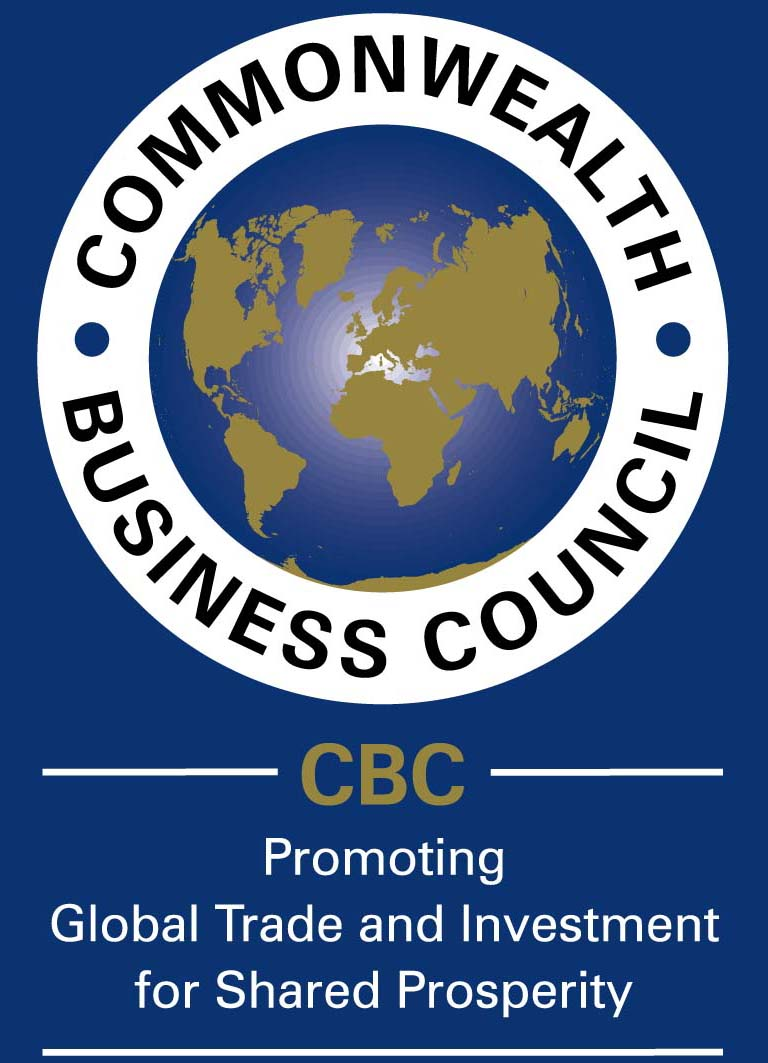 COMMONWEALTH
BUSINESS COUNCIL
CBC
Promoting
Global Trade and Investment
for Shared Prosperity